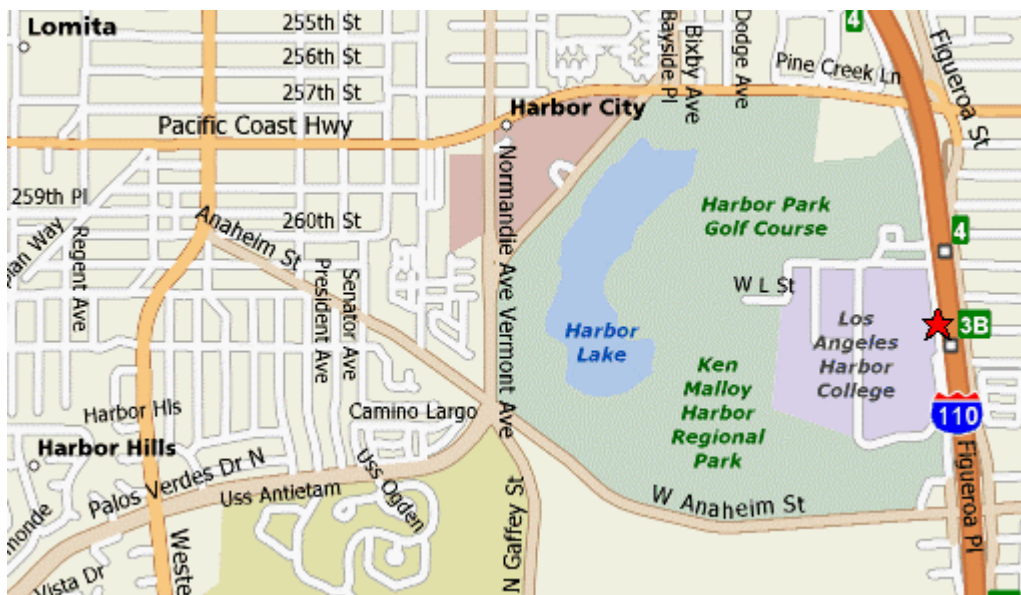 Lomita
255th St
256th St
257th St
Pacific Coast Hwy
Harbor City
Bayside Pl
Bixby Ave
Dodge Ave
Pine Creek Ln
4
Figueroa St
259th Pl
Regent Ave
Anaheim St
260th St
President Ave
Senator Ave
Normandie Ave
Vermont Ave
Harbor Park
Golf Course
4
W L St
Harbor
Lake
Los
Angeles
Harbor
College
3B
110
Ken
Malloy
Harbor
Regional
Park
Camino Largo
Harbor Hls
Harbor Hills
Palos Verdes Dr N
Uss Antietam
Uss Ogden
N Gaffey St
W Anaheim St
Figueroa Pl
Vista Dr
Weste
monde
Way